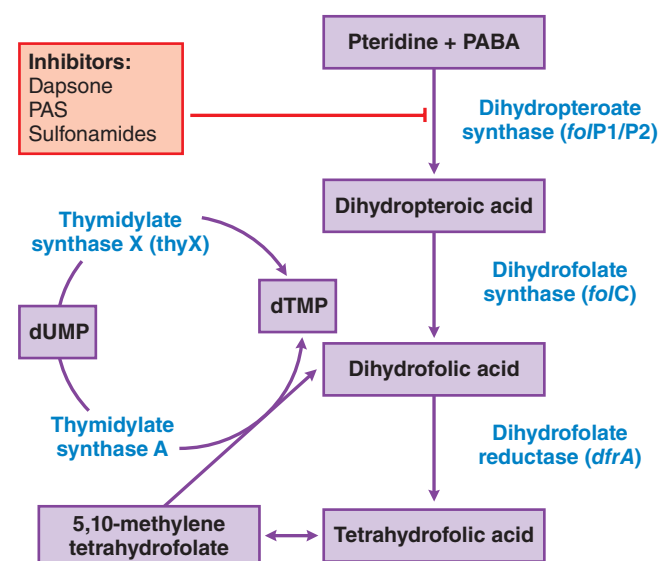 Inhibitors:
Dapsone
PAS
Sulfonamides
Pteridine + PABA
Dihydropteroate
synthase (folP1/P2)
Dihydropteroic acid
Thymidylate
synthase X (thyX)
Dihydrofolate
synthase (folC)
dTMP
dUMP
Dihydrofolic acid
Thymidylate
synthase A
Dihydrofolate
reductase (dfrA)
5,10-methylene
tetrahydrofolate
Tetrahydrofolic acid